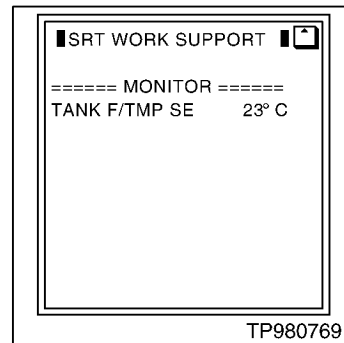 SRT WORK SUPPORT
====== MONITOR ======
TANK F/TMP SE 23° C
TP980769